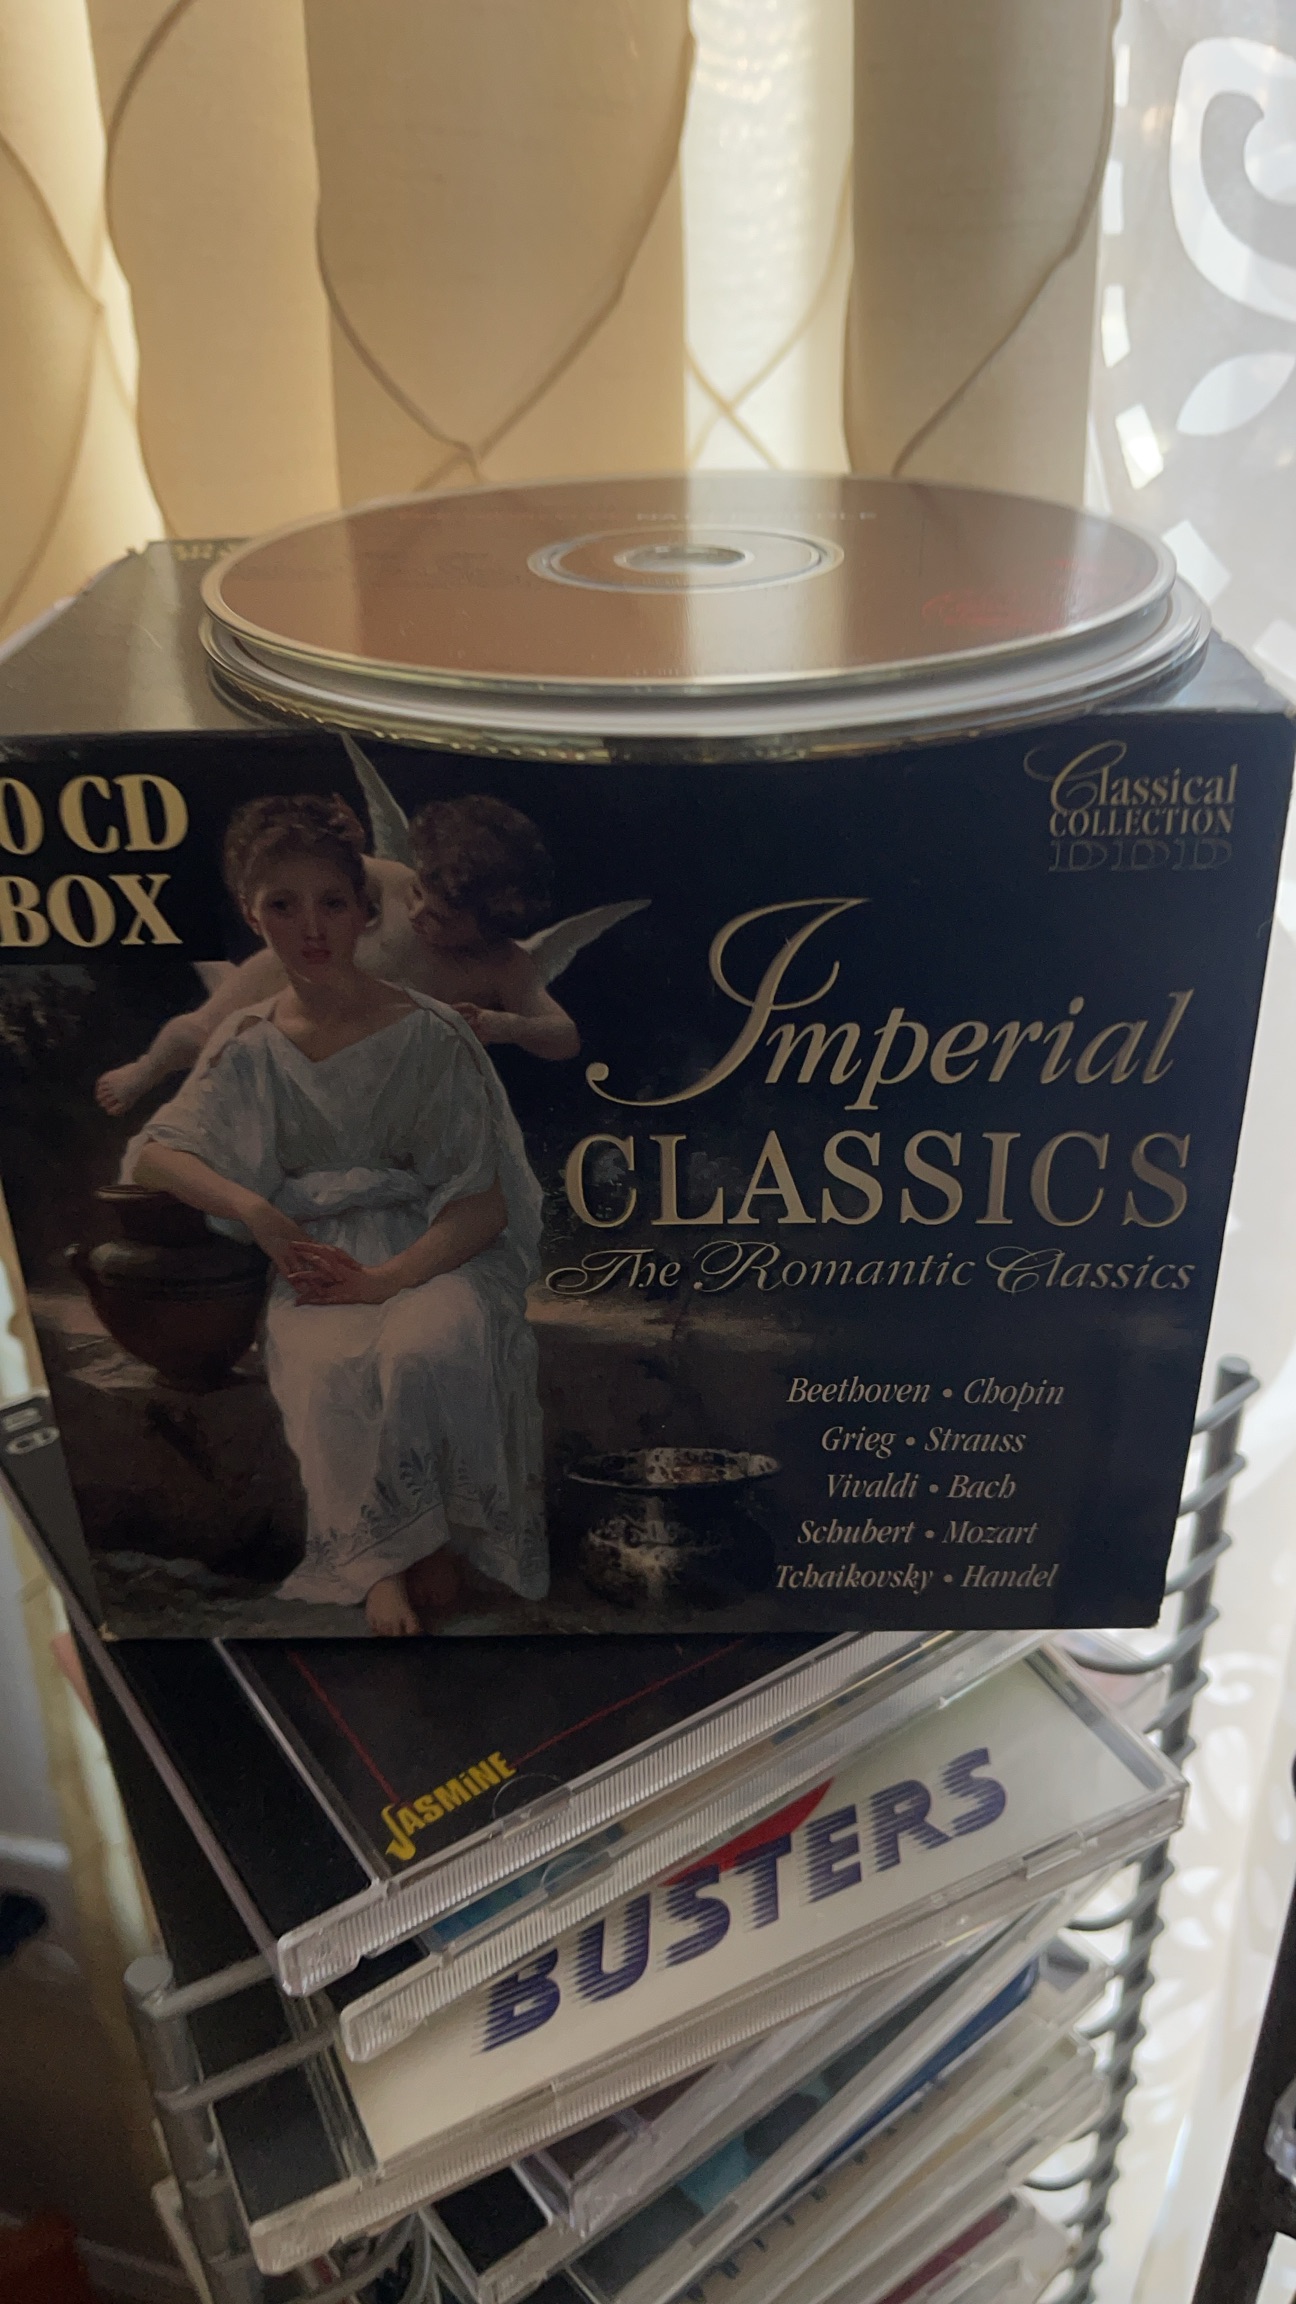 0 CD
BOX
Classical
COLLECTION
DDD
Imperial
CLASSICS
The Romantic Classics
Beethoven • Chopin
Grieg • Strauss
Vivaldi • Bach
Schubert • Mozart
Tchaikovsky • Handel
JASMiNE
BUSTERS